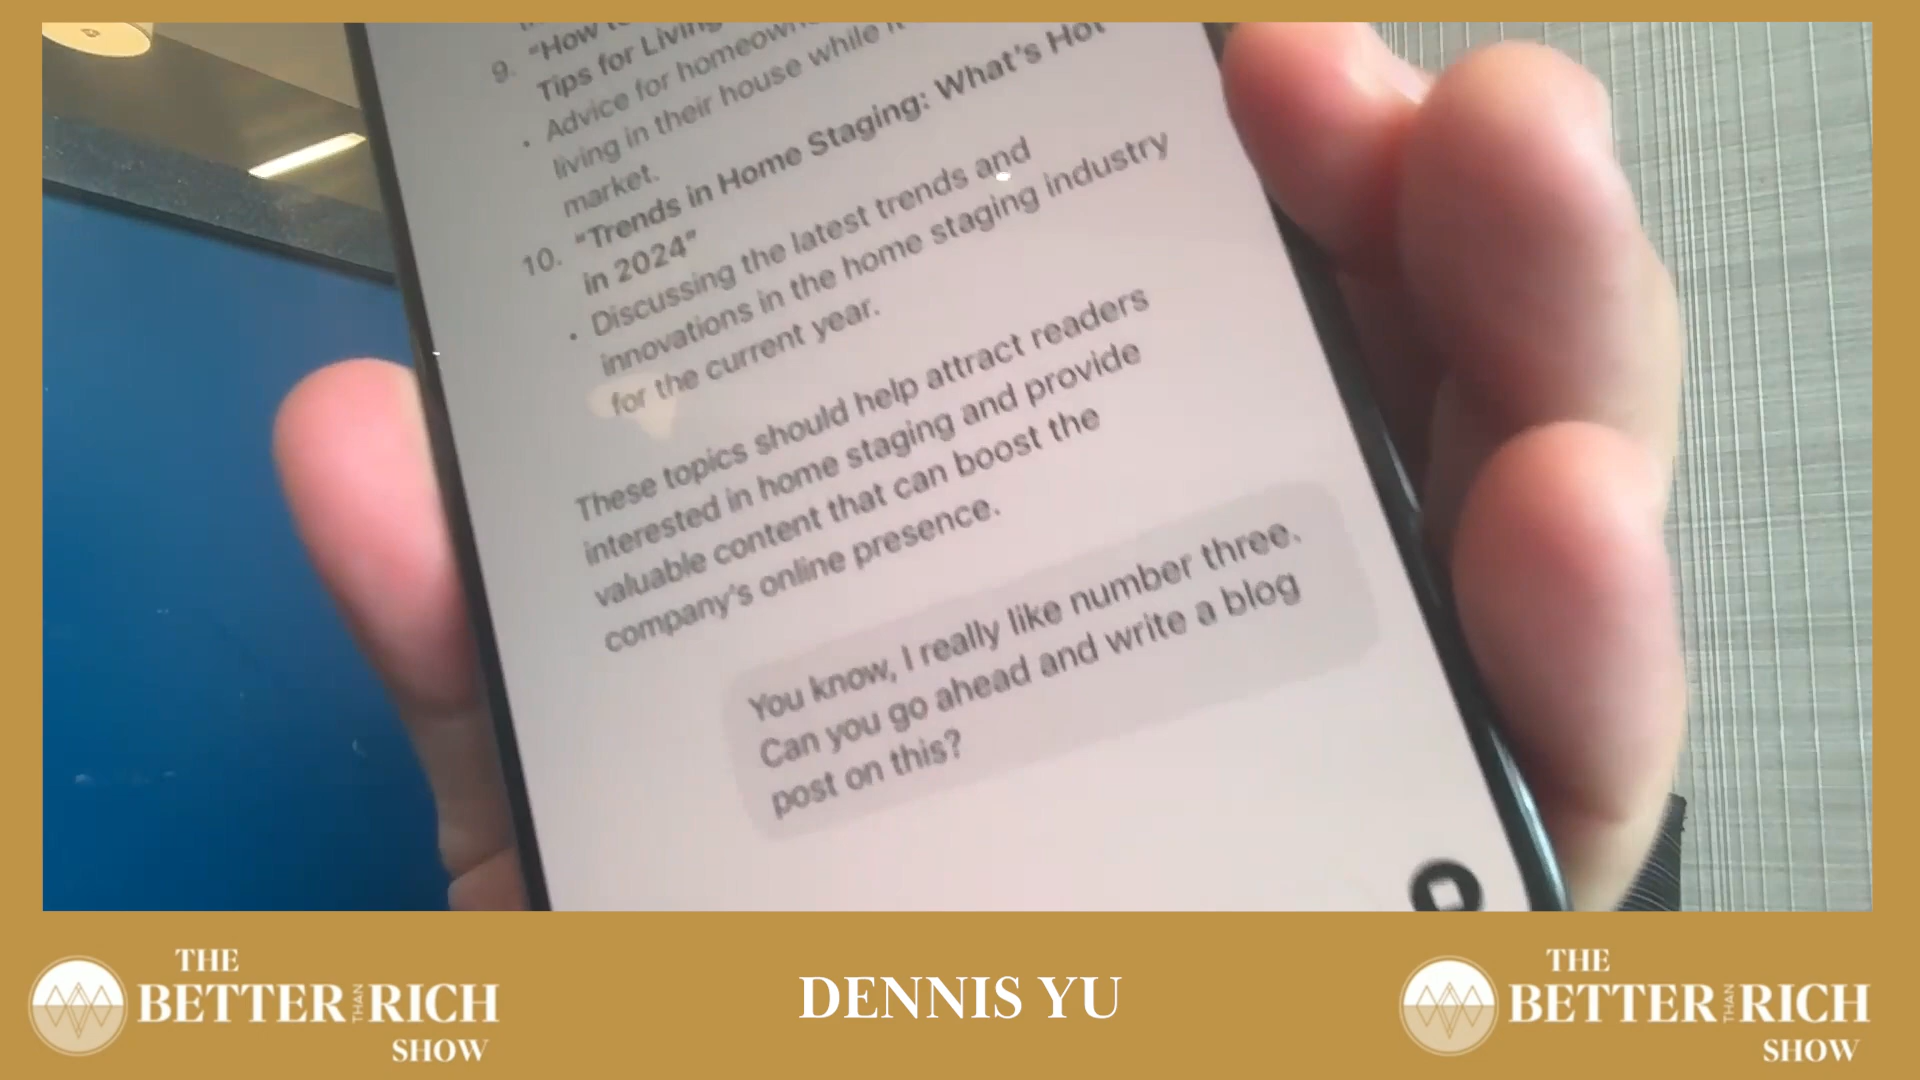 9. "How to
Tips for Living
· Advice for homeown
living in their house while it
market.
10. "Trends in Home Staging: What's Hot
in 2024"
· Discussing the latest trends and
innovations in the home staging industry
for the current year.
These topics should help attract readers
interested in home staging and provide
valuable content that can boost the
company's online presence.
You know, I really like number three.
Can you go ahead and write a blog
post on this?
THE
BETTER THAN RICH
SHOW
DENNIS YU
THE
BETTER THAN RICH
SHOW